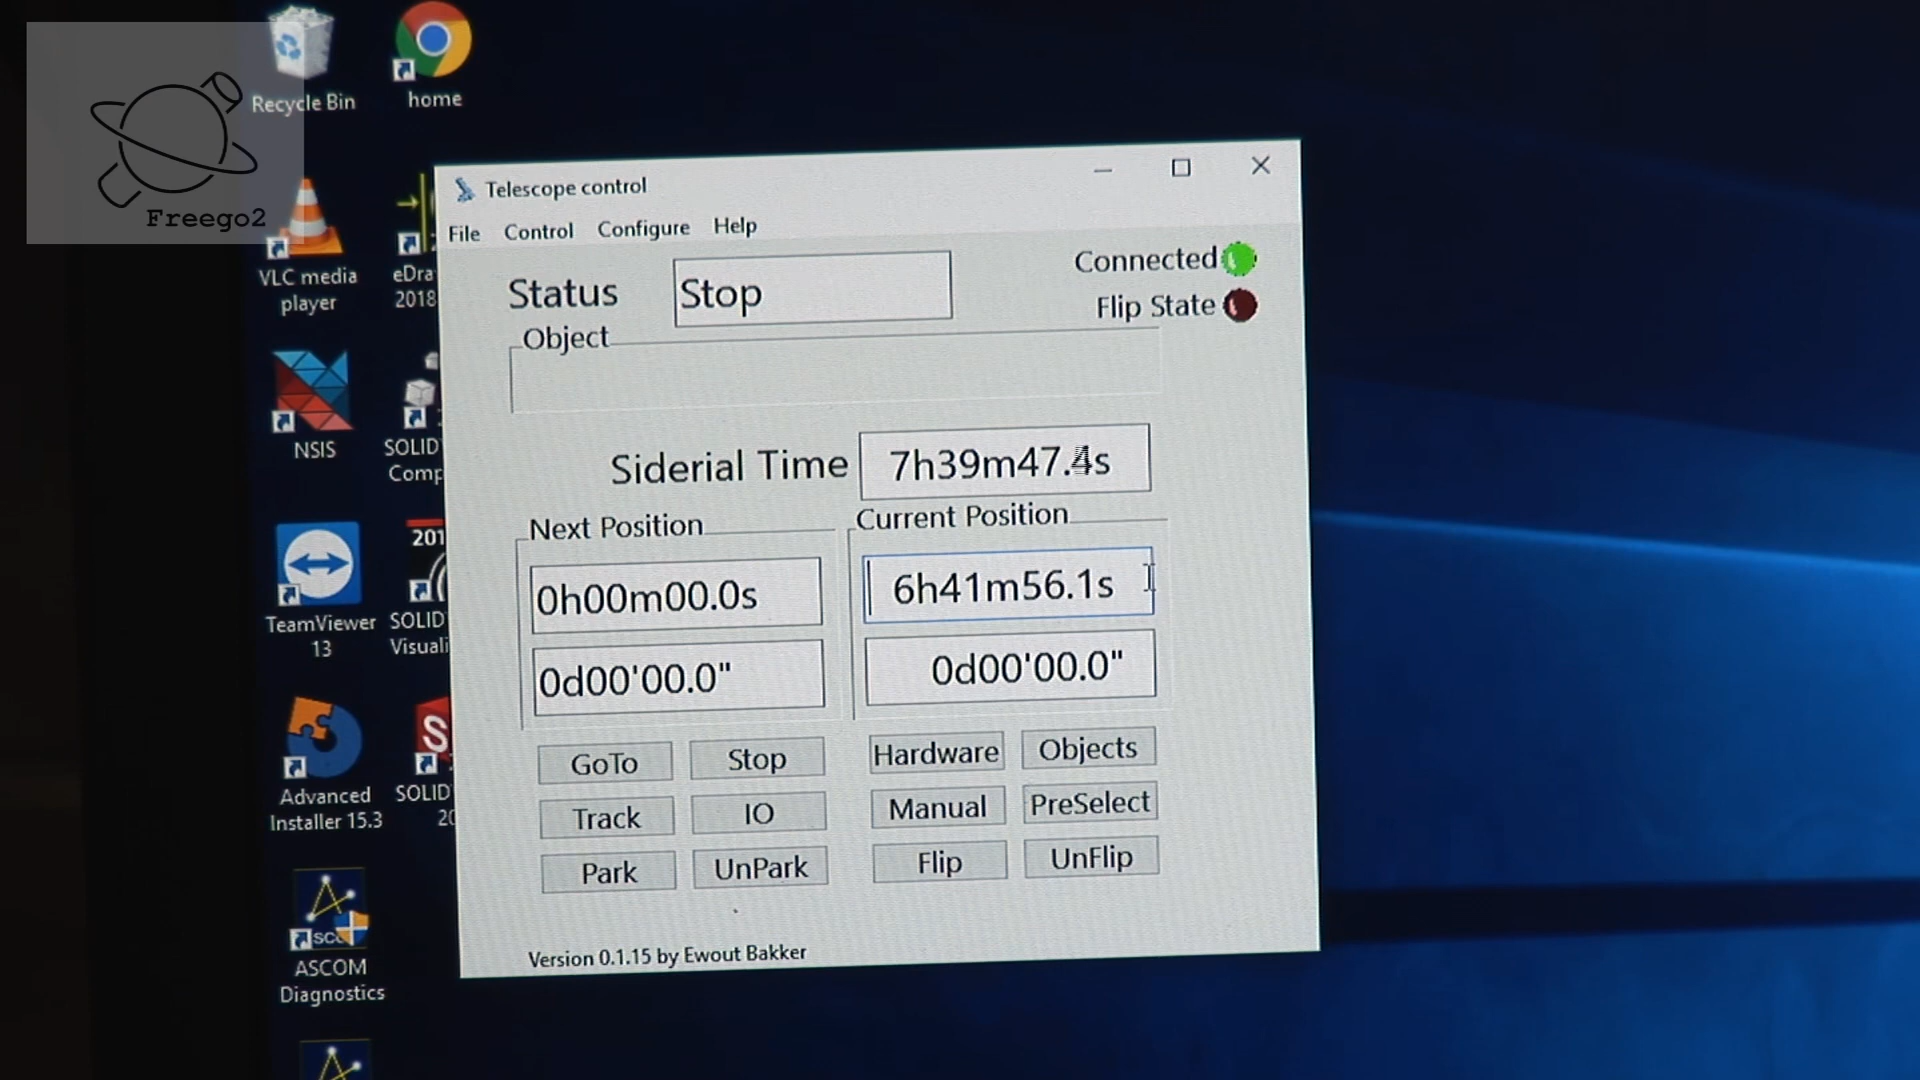 Recycle Bin
home
Freego2
VLC media
player
eDra
2018
NSIS
SOLID
Comp
201
TeamViewer
13
SOLID
Visuali
S
Advanced
Installer 15.3
SOLID
20
ASCOM
Diagnostics
Telescope control
File Control Configure Help
Status Stop
Connected
Flip State
Object
Siderial Time 7h39m47.4s
Next Position
Current Position
0h00m00.0s
6h41m56.1s
0d00'00.0"
0d00'00.0"
GoTo Stop Hardware Objects
Track IO Manual PreSelect
Park UnPark Flip UnFlip
Version 0.1.15 by Ewout Bakker